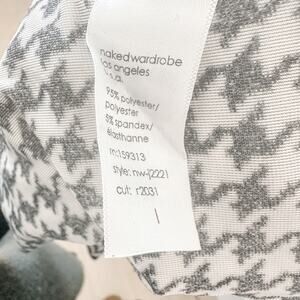 nakedwardrobe
los angeles
u.s.a.
95% polyester/
polyester
5% spandex/
élasthanne
rn:159313
style: nw-j2221
cut: r2031